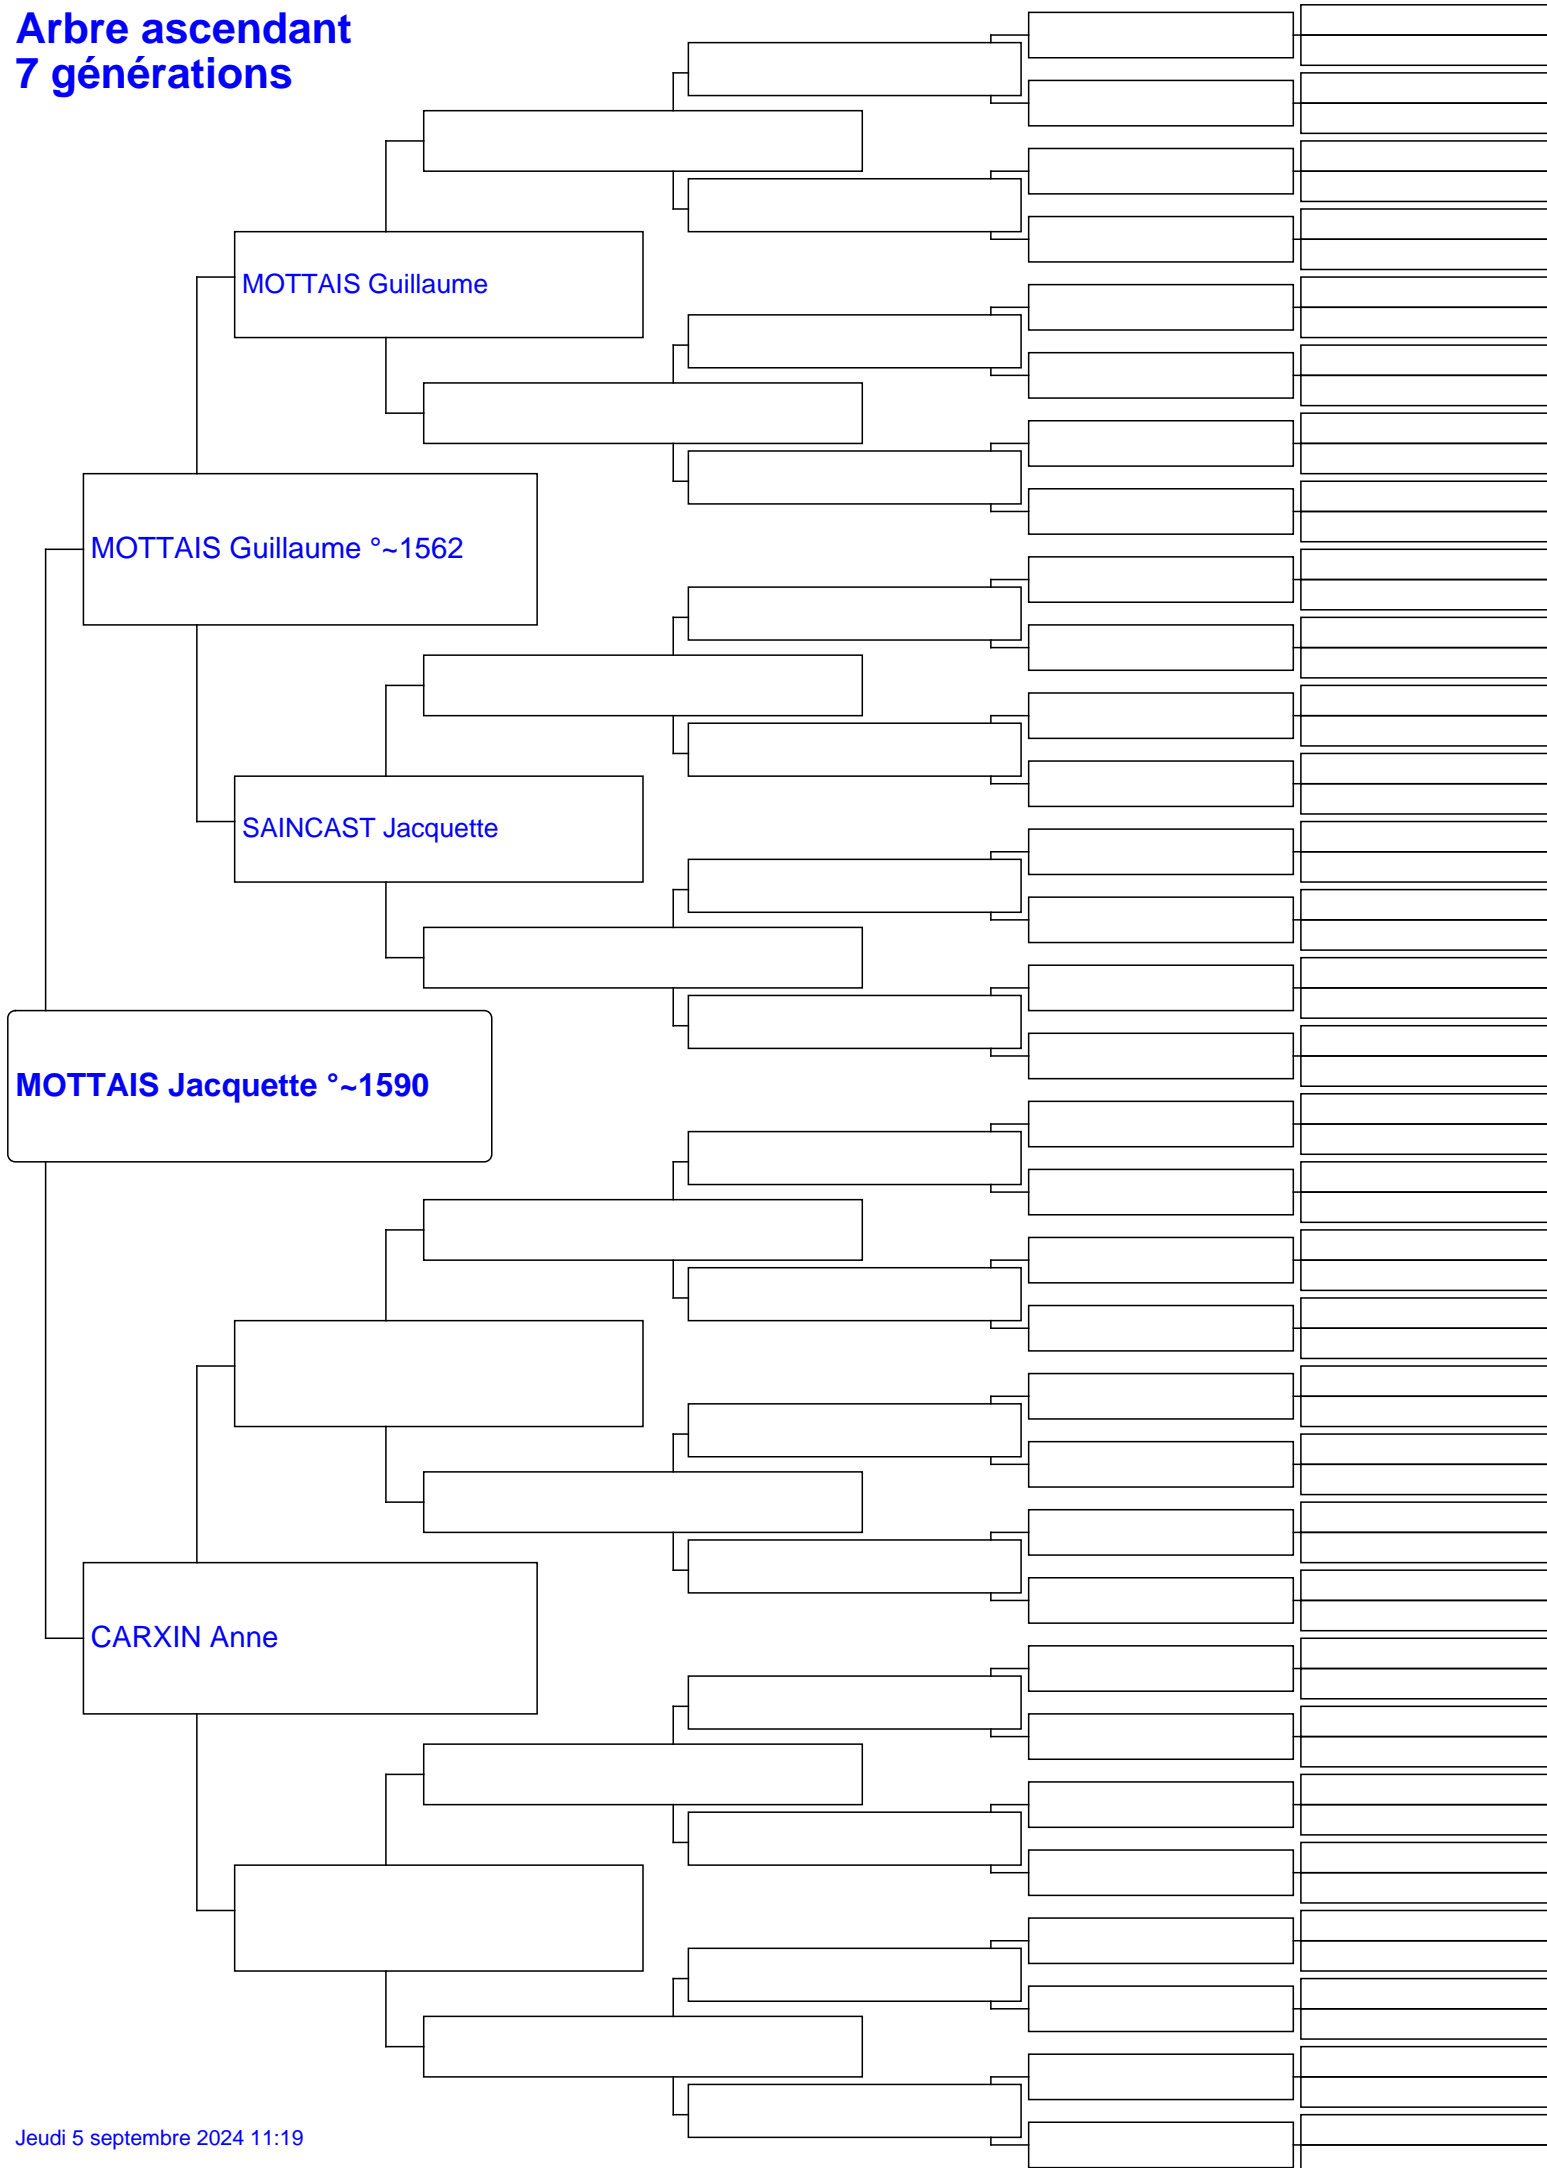 Arbre ascendant
7 générations
MOTTAIS Guillaume
MOTTAIS Guillaume °~1562
SAINCAST Jacquette
MOTTAIS Jacquette °~1590
CARXIN Anne
Jeudi 5 septembre 2024 11:19